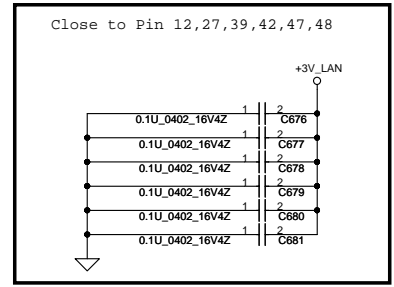 Close to Pin 12,27,39,42,47,48
+3V_LAN
1 2
0.1U_0402_16V4Z C676
1 2
0.1U_0402_16V4Z C677
1 2
0.1U_0402_16V4Z C678
1 2
0.1U_0402_16V4Z C679
1 2
0.1U_0402_16V4Z C680
1 2
0.1U_0402_16V4Z C681